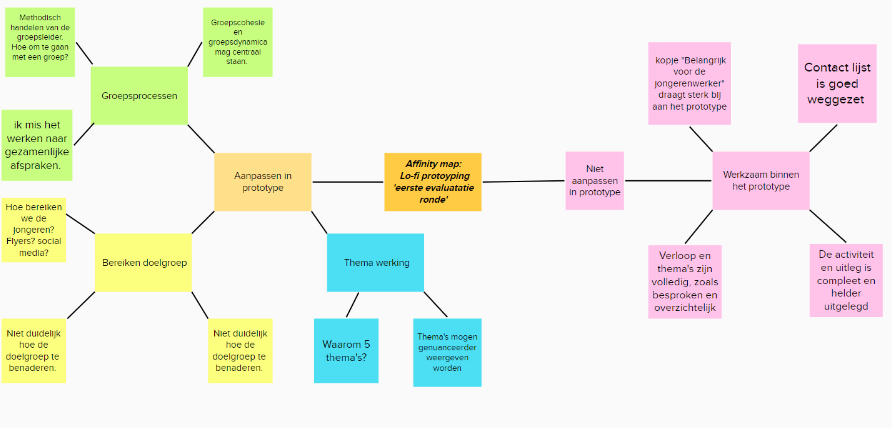 Methodisch
handelen van de
groepsleider.
Hoe om te gaan
met een groep?
Groepscohesie
en
groepsdynamica
mag centraal
staan.
Groepsprocessen
ik mis het
werken naar
gezamenlijke
afspraken.
Aanpassen in
prototype
Affinity map:
Lo-fi protoyping
'eerste evaluatatie
ronde'
Hoe bereiken
we de
jongeren?
Flyers? social
media?
Bereiken doelgroep
Niet duidelijk
hoe de
doelgroep te
benaderen.
Niet duidelijk
hoe de
doelgroep te
benaderen.
Thema werking
Waarom 5
thema's?
Thema's mogen
genuanceerder
weergeven
worden
Niet
aanpassen
in prototype
kopje "Belangrijk
voor de
jongerenwerker"
draagt sterk bij
aan het prototype
Contact lijst
is goed
weggezet
Werkzaam binnen
het prototype
Verloop en
thema's zijn
volledig, zoals
besproken en
overzichtelijk
De activiteit
en uitleg is
compleet en
helder
uitgelegd